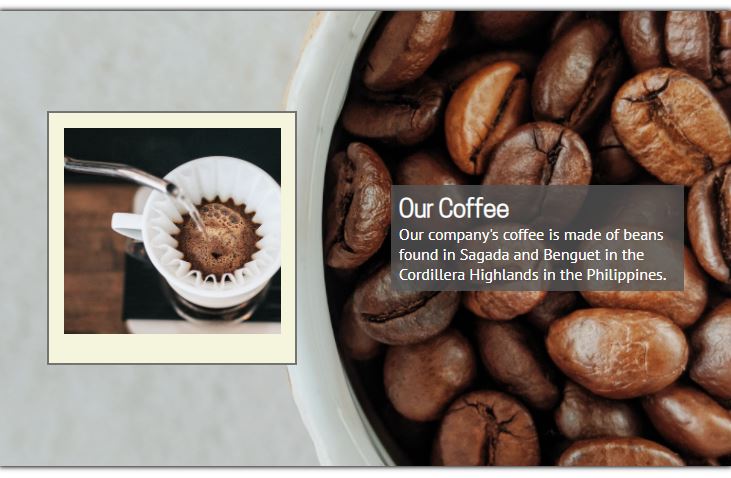 Our Coffee
Our company's coffee is made of beans
found in Sagada and Benguet in the
Cordillera Highlands in the Philippines.